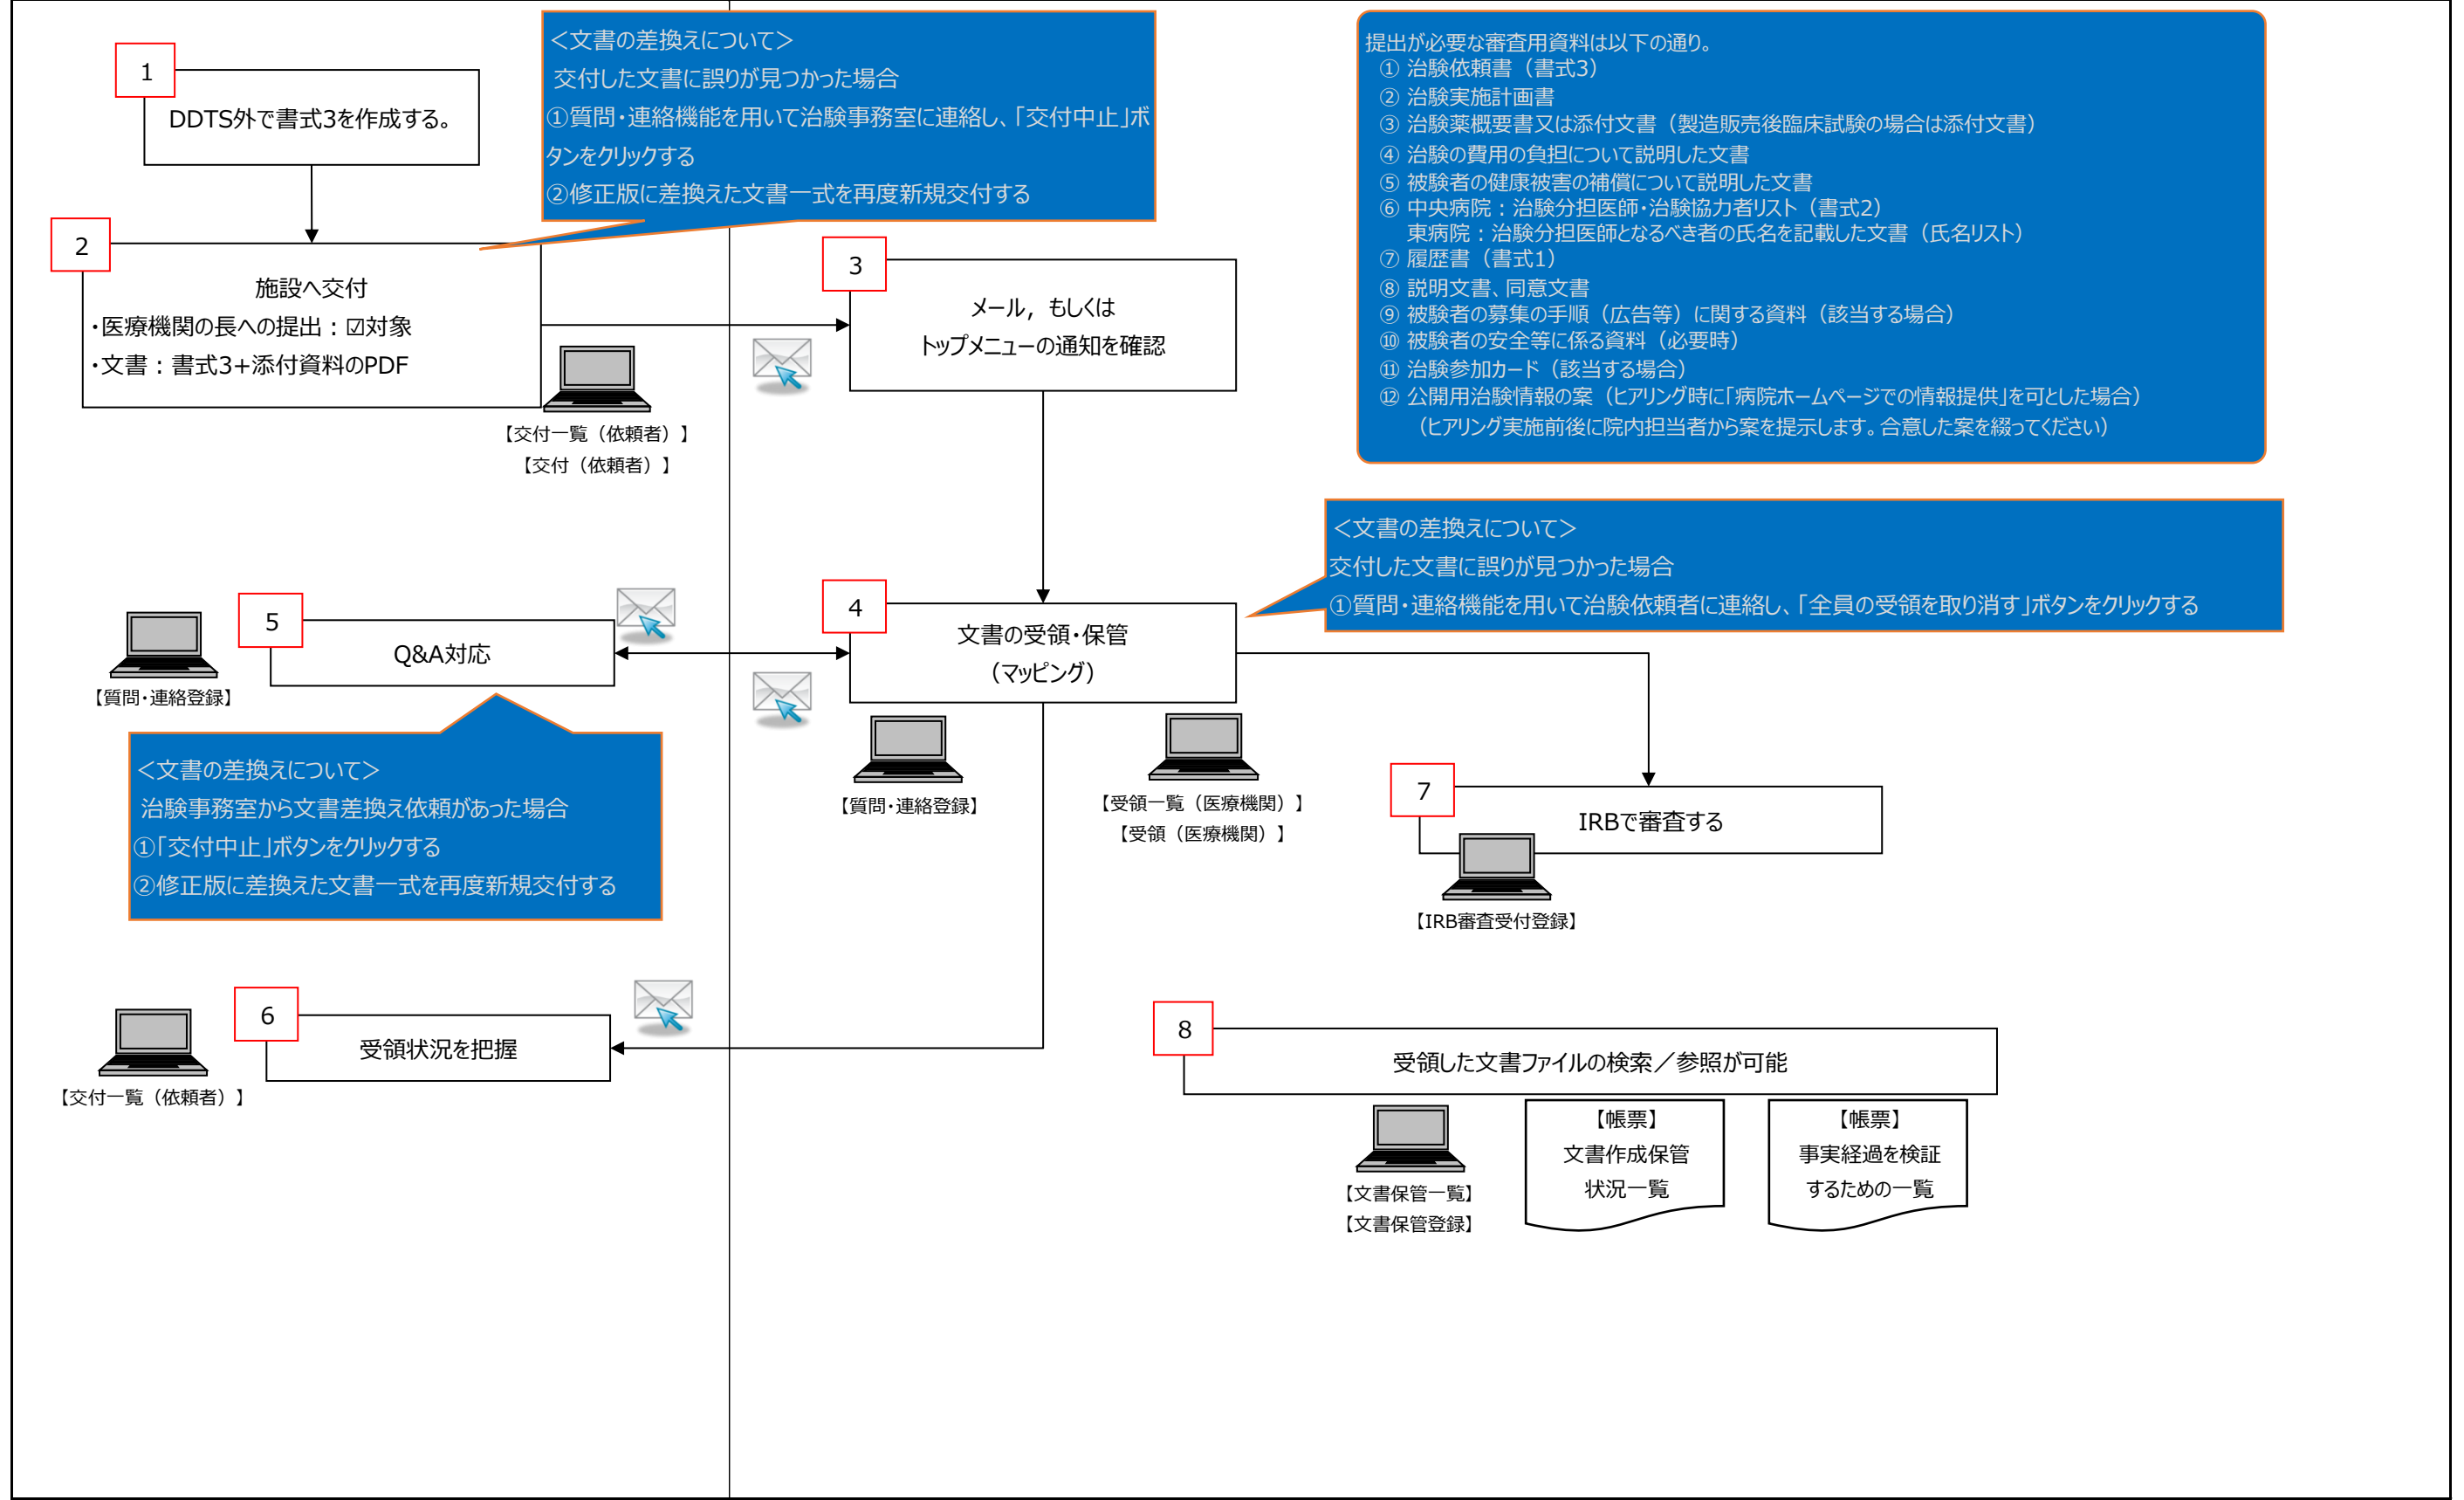 1
DDTS外で書式3を作成する。
＜文書の差換えについて＞
交付した文書に誤りが見つかった場合
①質問・連絡機能を用いて治験事務室に連絡し、「交付中止」ボ
タンをクリックする
②修正版に差換えた文書一式を再度新規交付する
提出が必要な審査用資料は以下の通り。
① 治験依頼書（書式3）
② 治験実施計画書
③ 治験薬概要書又は添付文書（製造販売後臨床試験の場合は添付文書）
④ 治験の費用の負担について説明した文書
⑤ 被験者の健康被害の補償について説明した文書
⑥ 中央病院：治験分担医師・治験協力者リスト（書式2）
東病院：治験分担医師となるべき者の氏名を記載した文書（氏名リスト）
⑦ 履歴書（書式1）
⑧ 説明文書、同意文書
⑨ 被験者の募集の手順（広告等）に関する資料（該当する場合）
⑩ 被験者の安全等に係る資料（必要時）
⑪ 治験参加カード（該当する場合）
⑫ 公開用治験情報の案（ヒアリング時に「病院ホームページでの情報提供」を可とした場合）
（ヒアリング実施前後に院内担当者から案を提示します。合意した案を綴ってください）
2
施設へ交付
・医療機関の長への提出：☑対象
・文書：書式3+添付資料のPDF
【交付一覧（依頼者）】
【交付（依頼者）】
3
メール，もしくは
トップメニューの通知を確認
＜文書の差換えについて＞
交付した文書に誤りが見つかった場合
①質問・連絡機能を用いて治験依頼者に連絡し、「全員の受領を取り消す」ボタンをクリックする
4
文書の受領・保管
（マッピング）
【質問・連絡登録】
【受領一覧（医療機関）】
【受領（医療機関）】
5
Q&A対応
【質問・連絡登録】
＜文書の差換えについて＞
治験事務室から文書差換え依頼があった場合
①「交付中止」ボタンをクリックする
②修正版に差換えた文書一式を再度新規交付する
7
IRBで審査する
【IRB審査受付登録】
6
受領状況を把握
【交付一覧（依頼者）】
8
受領した文書ファイルの検索／参照が可能
【文書保管一覧】
【文書保管登録】
【帳票】
文書作成保管
状況一覧
【帳票】
事実経過を検証
するための一覧